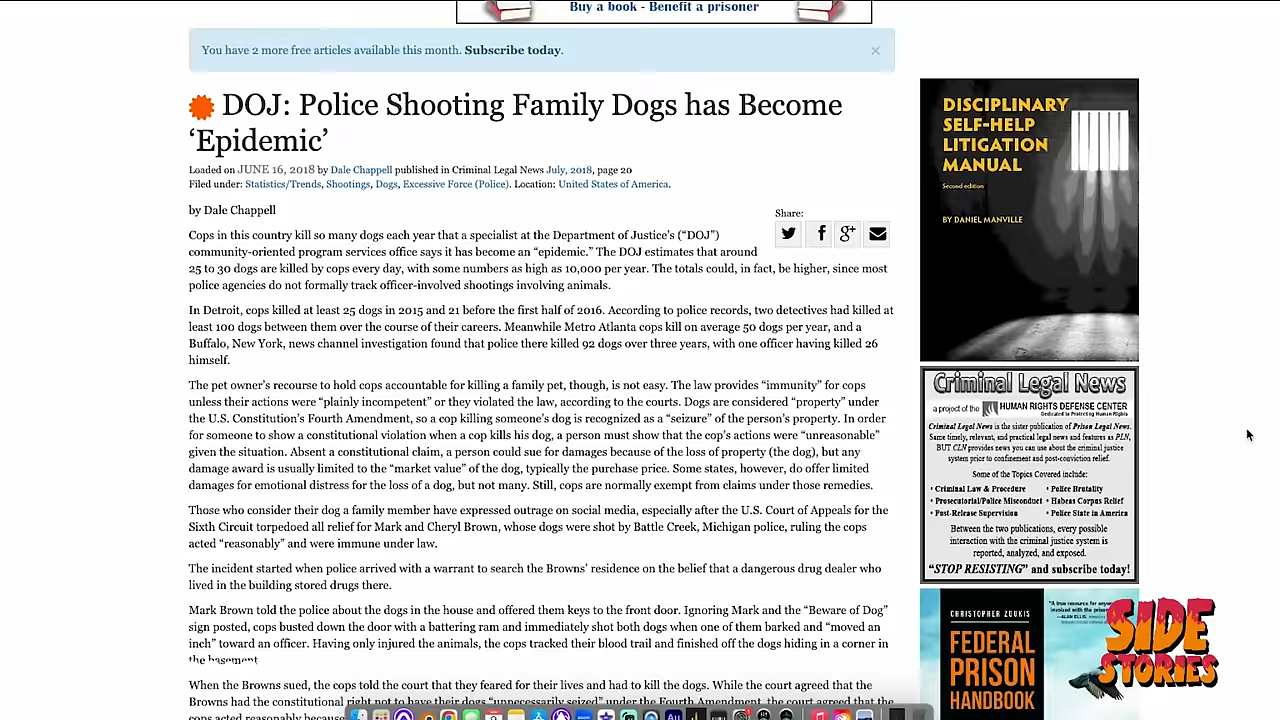 Buy a book - Benefit a prisoner
You have 2 more free articles available this month. Subscribe today.
×
DOJ: Police Shooting Family Dogs has Become
‘Epidemic’
Loaded on JUNE 16, 2018 by Dale Chappell published in Criminal Legal News July, 2018, page 20
Filed under: Statistics/Trends, Shootings, Dogs, Excessive Force (Police). Location: United States of America.
by Dale Chappell
Share:
Cops in this country kill so many dogs each year that a specialist at the Department of Justice’s (“DOJ”)
community-oriented program services office says it has become an “epidemic.” The DOJ estimates that around
25 to 30 dogs are killed by cops every day, with some numbers as high as 10,000 per year. The totals could, in fact, be higher, since most
police agencies do not formally track officer-involved shootings involving animals.
In Detroit, cops killed at least 25 dogs in 2015 and 21 before the first half of 2016. According to police records, two detectives had killed at
least 100 dogs between them over the course of their careers. Meanwhile Metro Atlanta cops kill on average 50 dogs per year, and a
Buffalo, New York, news channel investigation found that police there killed 92 dogs over three years, with one officer having killed 26
himself.
The pet owner’s recourse to hold cops accountable for killing a family pet, though, is not easy. The law provides “immunity” for cops
unless their actions were “plainly incompetent” or they violated the law, according to the courts. Dogs are considered “property” under
the U.S. Constitution’s Fourth Amendment, so a cop killing someone’s dog is recognized as a “seizure” of the person’s property. In order
for someone to show a constitutional violation when a cop kills his dog, a person must show that the cop’s actions were “unreasonable”
given the situation. Absent a constitutional claim, a person could sue for damages because of the loss of property (the dog), but any
damage award is usually limited to the “market value” of the dog, typically the purchase price. Some states, however, do offer limited
damages for emotional distress for the loss of a dog, but not many. Still, cops are normally exempt from claims under those remedies.
Those who consider their dog a family member have expressed outrage on social media, especially after the U.S. Court of Appeals for the
Sixth Circuit torpedoed all relief for Mark and Cheryl Brown, whose dogs were shot by Battle Creek, Michigan police, ruling the cops
acted “reasonably” and were immune under law.
The incident started when police arrived with a warrant to search the Browns’ residence on the belief that a dangerous drug dealer who
lived in the building stored drugs there.
Mark Brown told the police about the dogs in the house and offered them keys to the front door. Ignoring Mark and the “Beware of Dog”
sign posted, cops busted down the door with a battering ram and immediately shot both dogs when one of them barked and “moved an
inch” toward an officer. Having only injured the animals, the cops tracked their blood trail and finished off the dogs hiding in a corner in
the basement
When the Browns sued, the cops told the court that they feared for their lives and had to kill the dogs. While the court agreed that the
Browns had the constitutional right not to have their dogs “unnecessarily seized” under the Fourth Amendment, the court agreed the
cops acted reasonably because
DISCIPLINARY
SELF-HELP
LITIGATION
MANUAL
Second edition
BY DANIEL MANVILLE
Criminal Legal News
a project of the HUMAN RIGHTS DEFENSE CENTER
Dedicated to Protecting Human Rights
Criminal Legal News is the sister publication of Prison Legal News.
Same timely, relevant, and practical legal news and features as PLN,
BUT CLN provides news you can use about the criminal justice
system prior to confinement and post-conviction relief.
Some of the Topics Covered include:
• Criminal Law & Procedure • Police Brutality
• Prosecutorial/Police Misconduct • Habeas Corpus Relief
• Post-Release Supervision • Police State in America
Between the two publications, every possible
interaction with the criminal justice system is
reported, analyzed, and exposed.
“STOP RESISTING” and subscribe today!
CHRISTOPHER ZOUKIS
FEDERAL
PRISON
HANDBOOK
SIDE
STORIES